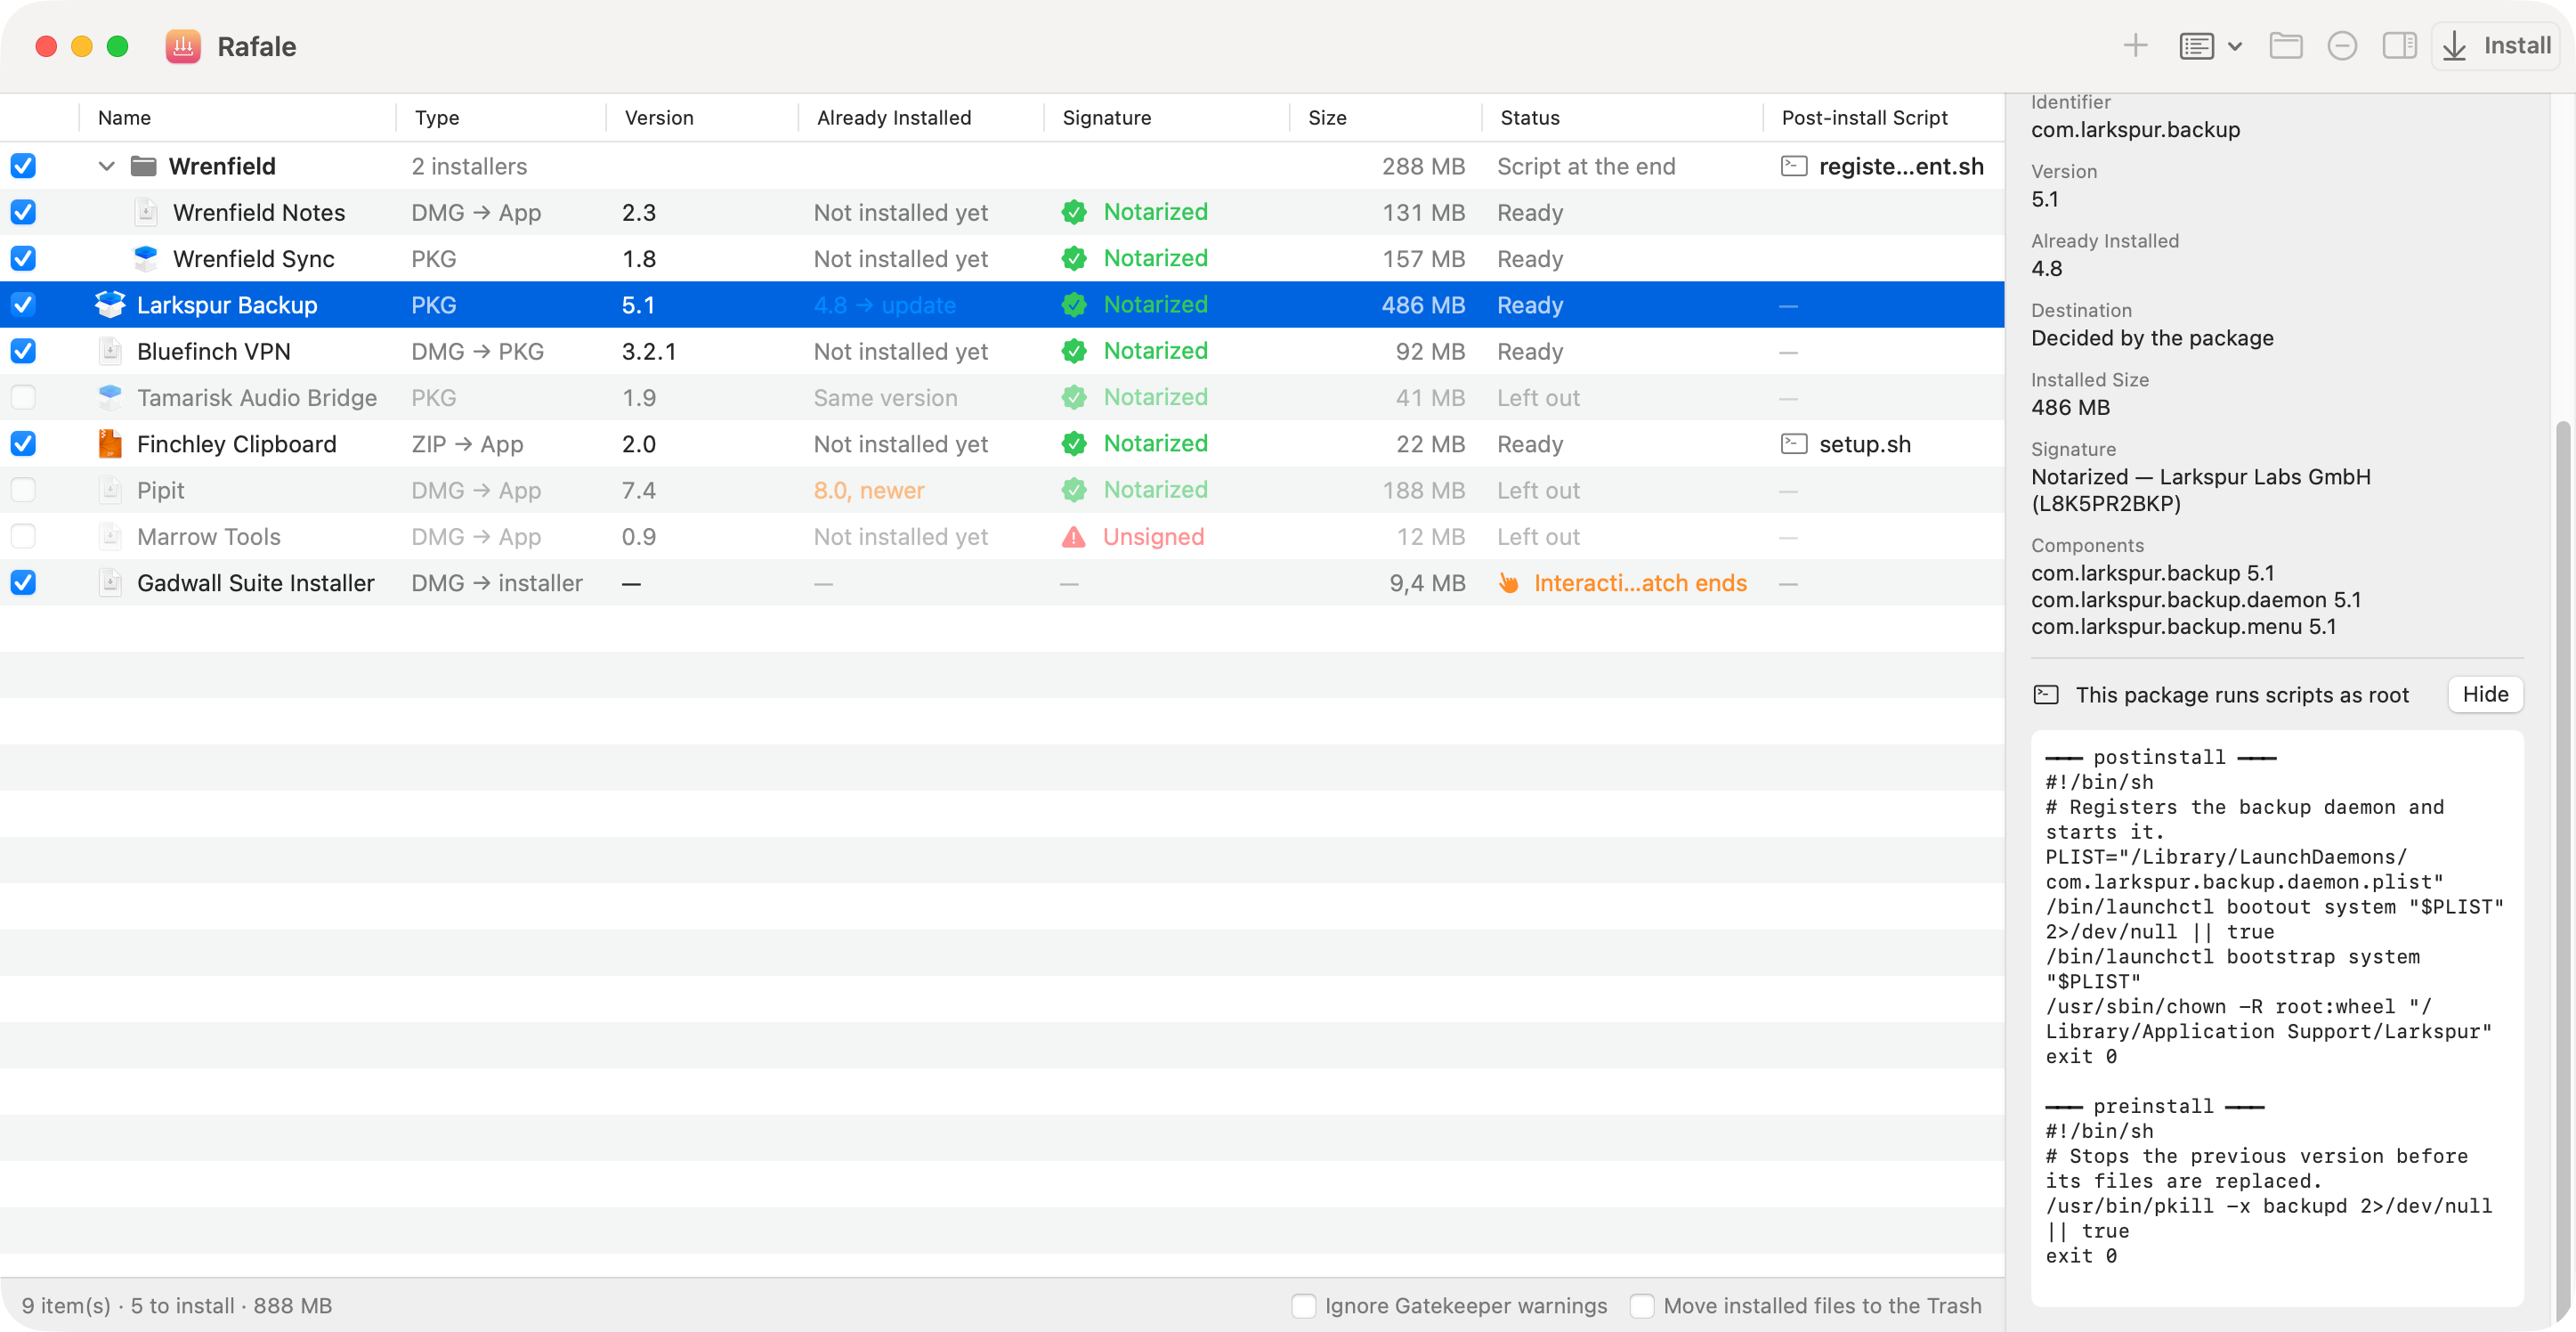 Rafale
Install
Name Type Version Already Installed Signature Size Status Post-install Script
Wrenfield 2 installers 288 MB Script at the end registe...ent.sh
Wrenfield Notes DMG → App 2.3 Not installed yet Notarized 131 MB Ready
Wrenfield Sync PKG 1.8 Not installed yet Notarized 157 MB Ready
Larkspur Backup PKG 5.1 4.8 → update Notarized 486 MB Ready —
Bluefinch VPN DMG → PKG 3.2.1 Not installed yet Notarized 92 MB Ready —
Tamarisk Audio Bridge PKG 1.9 Same version Notarized 41 MB Left out —
Finchley Clipboard ZIP → App 2.0 Not installed yet Notarized 22 MB Ready setup.sh
Pipit DMG → App 7.4 8.0, newer Notarized 188 MB Left out —
Marrow Tools DMG → App 0.9 Not installed yet Unsigned 12 MB Left out —
Gadwall Suite Installer DMG → installer — — — 9,4 MB Interacti...atch ends —
9 item(s) · 5 to install · 888 MB
Ignore Gatekeeper warnings Move installed files to the Trash
Identifier
com.larkspur.backup
Version
5.1
Already Installed
4.8
Destination
Decided by the package
Installed Size
486 MB
Signature
Notarized — Larkspur Labs GmbH
(L8K5PR2BKP)
Components
com.larkspur.backup 5.1
com.larkspur.backup.daemon 5.1
com.larkspur.backup.menu 5.1
This package runs scripts as root Hide
─── postinstall ───
#!/bin/sh
# Registers the backup daemon and
starts it.
PLIST="/Library/LaunchDaemons/
com.larkspur.backup.daemon.plist"
/bin/launchctl bootout system "$PLIST"
2>/dev/null || true
/bin/launchctl bootstrap system
"$PLIST"
/usr/sbin/chown -R root:wheel "/
Library/Application Support/Larkspur"
exit 0
─── preinstall ───
#!/bin/sh
# Stops the previous version before
its files are replaced.
/usr/bin/pkill -x backupd 2>/dev/null
|| true
exit 0